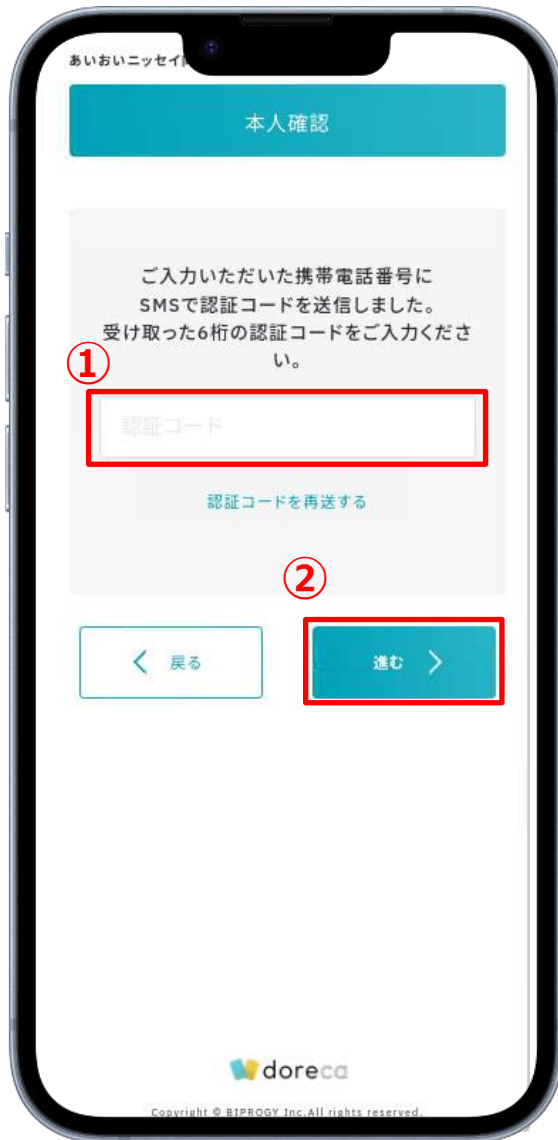 あいおいニッセイ
本人確認
ご入力いただいた携帯電話番号に
SMSで認証コードを送信しました。
受け取った6桁の認証コードをご入力くださ
い。
①
認証コード
認証コードを再送する
②
戻る
進む
doreca
Copyright © BIPROGY Inc.All rights reserved.